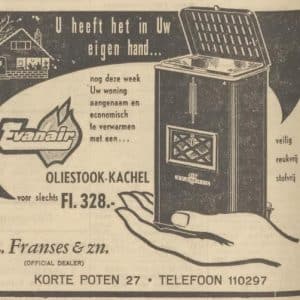 U heeft het in Uw
eigen hand...
nog deze week
Uw woning
aangenaam en
economisch
te verwarmen
met een...
Evanair
OLIESTOOK-KACHEL
voor slechts Fl. 328.-
veilig
reukvrij
stofvrij
. Franses & zn.
(OFFICIAL DEALER)
KORTE POTEN 27 • TELEFOON 110297